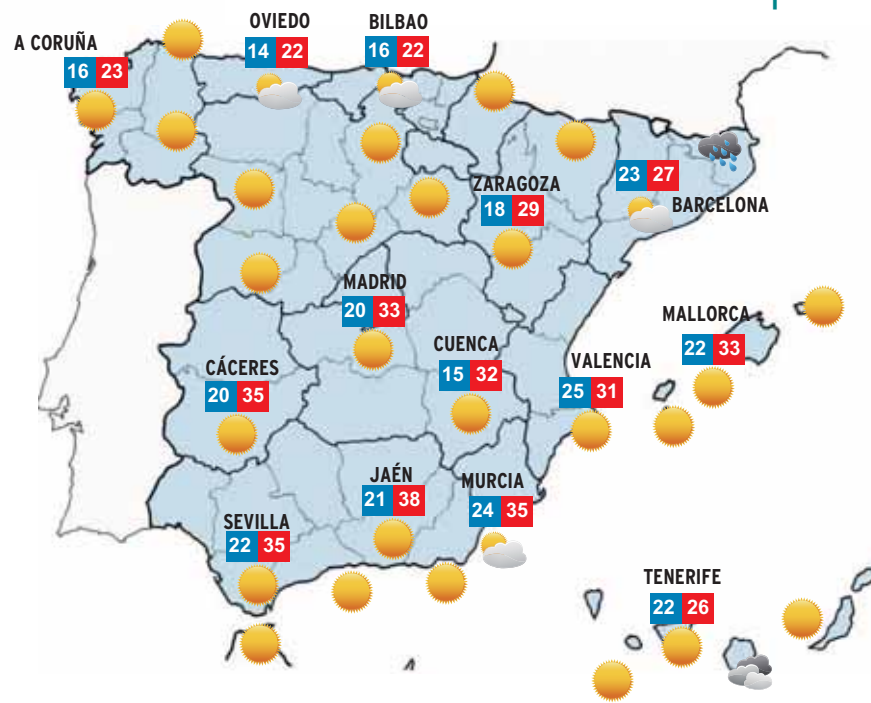 OVIEDO
14 22
BILBAO
16 22
A CORUÑA
16 23
ZARAGOZA
18 29
23 27
BARCELONA
MADRID
20 33
MALLORCA
22 33
CUENCA
15 32
VALENCIA
25 31
CÁCERES
20 35
JAÉN
21 38
MURCIA
24 35
SEVILLA
22 35
TENERIFE
22 26